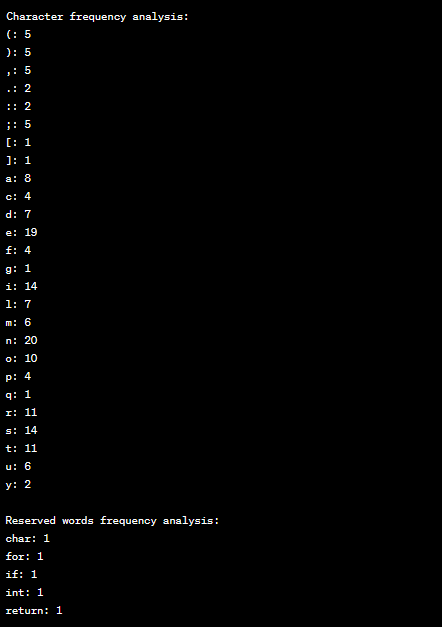 Character frequency analysis:
(: 5
): 5
,: 5
.: 2
:: 2
;: 5
[: 1
]: 1
a: 8
c: 4
d: 7
e: 19
f: 4
g: 1
i: 14
l: 7
m: 6
n: 20
o: 10
p: 4
q: 1
r: 11
s: 14
t: 11
u: 6
y: 2
Reserved words frequency analysis:
char: 1
for: 1
if: 1
int: 1
return: 1